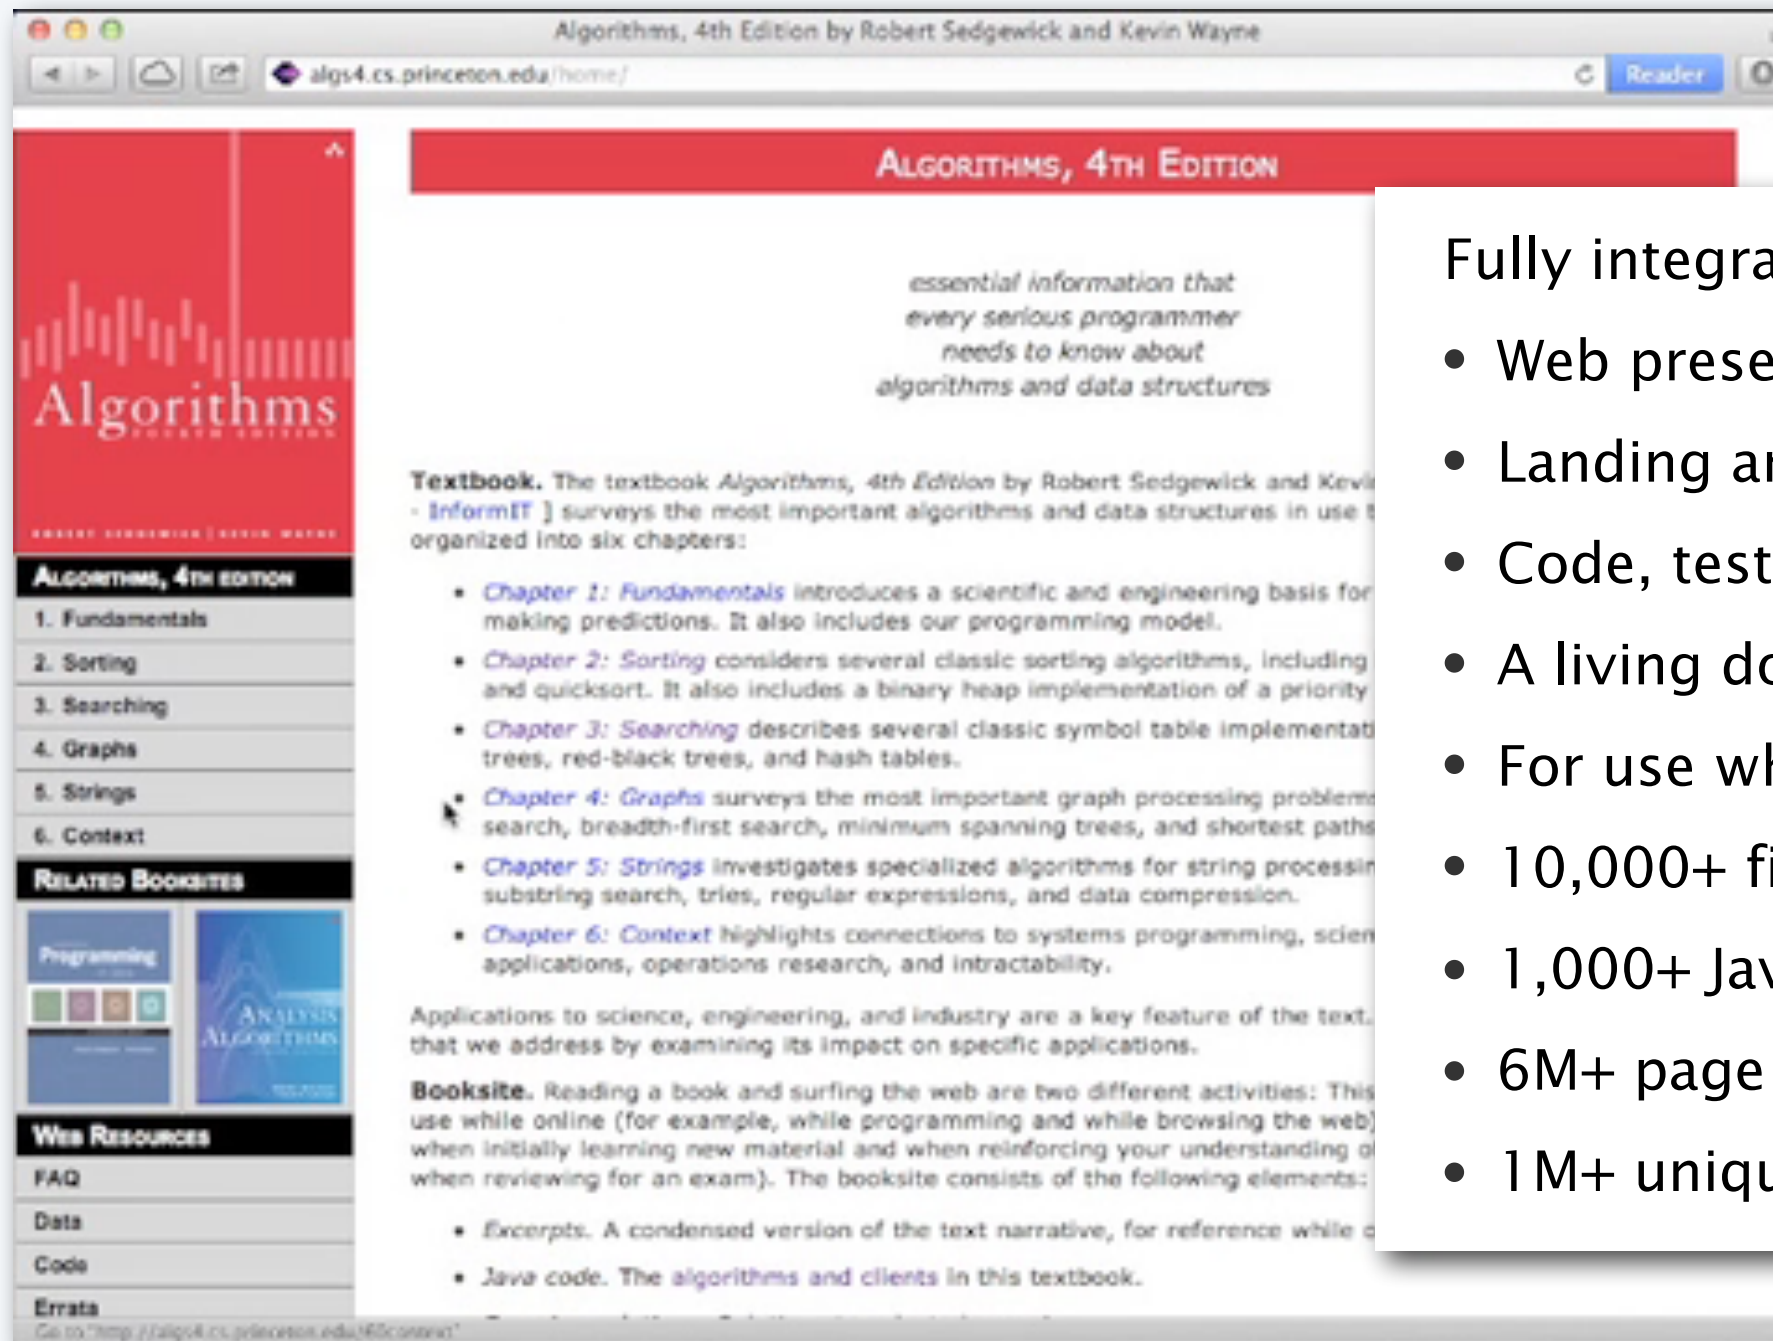 Algorithms, 4th Edition by Robert Sedgewick and Kevin Wayne
algs4.cs.princeton.edu/home/
Reader
Algorithms
FOURTH EDITION
ROBERT SEDGEWICK | KEVIN WAYNE
ALGORITHMS, 4TH EDITION
1. Fundamentals
2. Sorting
3. Searching
4. Graphs
5. Strings
6. Context
RELATED BOOKSITES
Programming
ANALYSIS
ALGORITHMS
WEB RESOURCES
FAQ
Data
Code
Errata
Go to "http://algs4.cs.princeton.edu/60context"
ALGORITHMS, 4TH EDITION
essential information that
every serious programmer
needs to know about
algorithms and data structures
Textbook. The textbook Algorithms, 4th Edition by Robert Sedgewick and Kevi
- InformIT ] surveys the most important algorithms and data structures in use t
organized into six chapters:
• Chapter 1: Fundamentals introduces a scientific and engineering basis for
making predictions. It also includes our programming model.
• Chapter 2: Sorting considers several classic sorting algorithms, including
and quicksort. It also includes a binary heap implementation of a priority
• Chapter 3: Searching describes several classic symbol table implementati
trees, red-black trees, and hash tables.
• Chapter 4: Graphs surveys the most important graph processing problems
search, breadth-first search, minimum spanning trees, and shortest paths
• Chapter 5: Strings investigates specialized algorithms for string processin
substring search, tries, regular expressions, and data compression.
• Chapter 6: Context highlights connections to systems programming, scien
applications, operations research, and intractability.
Applications to science, engineering, and industry are a key feature of the text.
that we address by examining its impact on specific applications.
Booksite. Reading a book and surfing the web are two different activities: This
use while online (for example, while programming and while browsing the web)
when initially learning new material and when reinforcing your understanding o
when reviewing for an exam). The booksite consists of the following elements:
• Excerpts. A condensed version of the text narrative, for reference while o
• Java code. The algorithms and clients in this textbook.
Fully integra
• Web prese
• Landing ar
• Code, test
• A living do
• For use wh
• 10,000+ fi
• 1,000+ Jav
• 6M+ page
• 1M+ uniqu